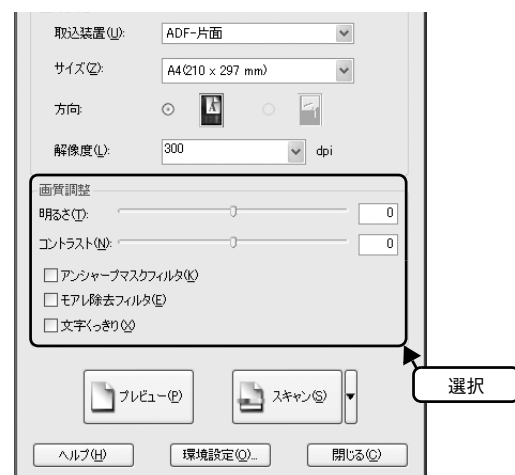 取込装置(U): ADF-片面
サイズ(Z): A4(210 x 297 mm)
方向:
解像度(L): 300 dpi
画質調整
明るさ(T): 0
コントラスト(N): 0
アンシャープマスクフィルタ(K)
モアレ除去フィルタ(E)
文字くっきり(X)
選択
プレビュー(P) スキャン(S)
ヘルプ(H) 環境設定(O)... 閉じる(C)